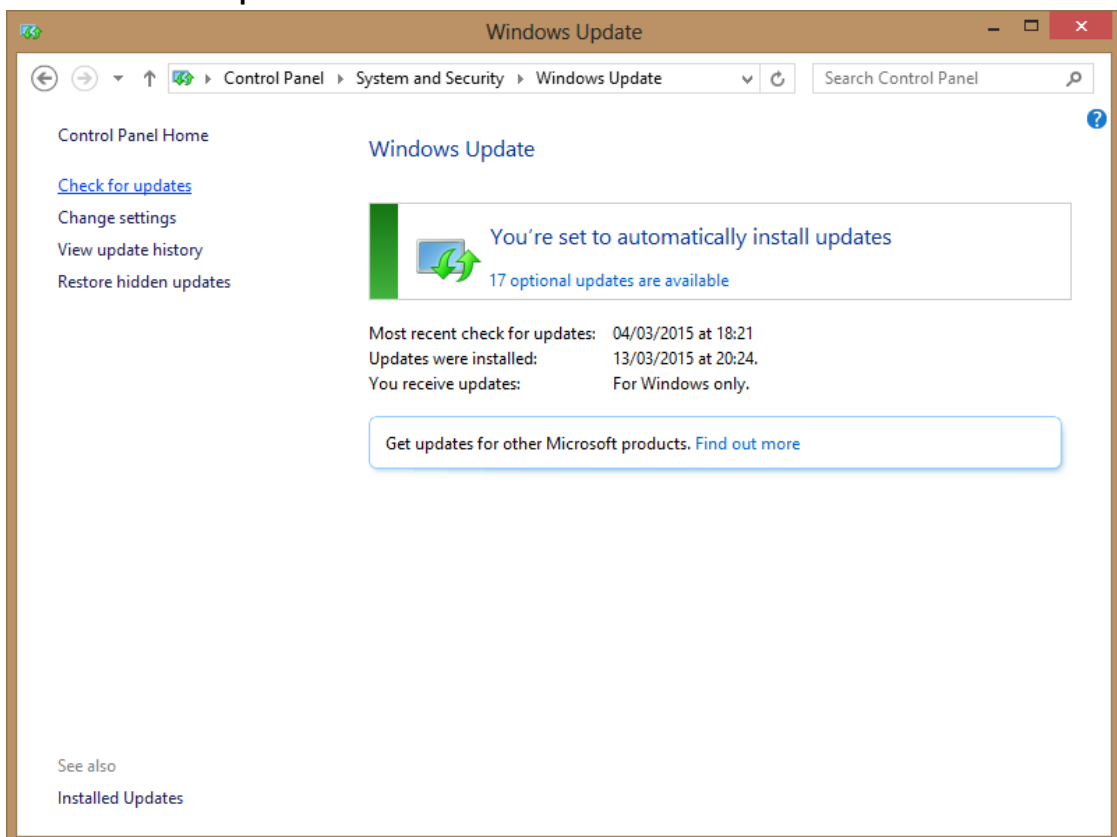 Windows Update
Control Panel System and Security Windows Update Search Control Panel
Control Panel Home
Check for updates
Change settings
View update history
Restore hidden updates
Windows Update
You're set to automatically install updates
17 optional updates are available
Most recent check for updates: 04/03/2015 at 18:21
Updates were installed: 13/03/2015 at 20:24.
You receive updates: For Windows only.
Get updates for other Microsoft products. Find out more
See also
Installed Updates